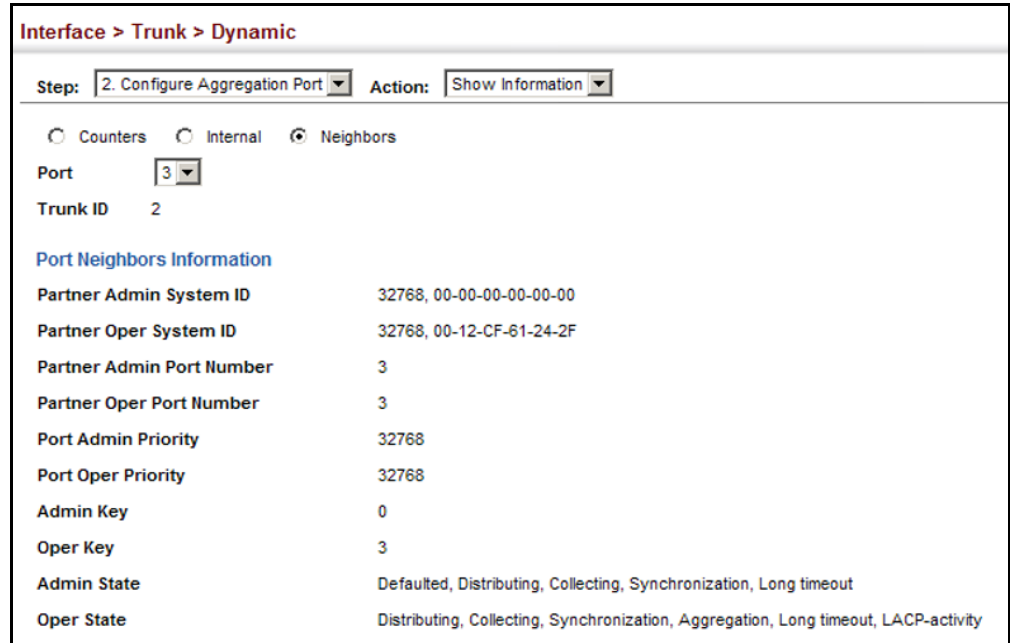 Interface > Trunk > Dynamic
Step: 2. Configure Aggregation Port Action: Show Information
Counters Internal Neighbors
Port 3
Trunk ID 2
Port Neighbors Information
Partner Admin System ID 32768, 00-00-00-00-00-00
Partner Oper System ID 32768, 00-12-CF-61-24-2F
Partner Admin Port Number 3
Partner Oper Port Number 3
Port Admin Priority 32768
Port Oper Priority 32768
Admin Key 0
Oper Key 3
Admin State Defaulted, Distributing, Collecting, Synchronization, Long timeout
Oper State Distributing, Collecting, Synchronization, Aggregation, Long timeout, LACP-activity